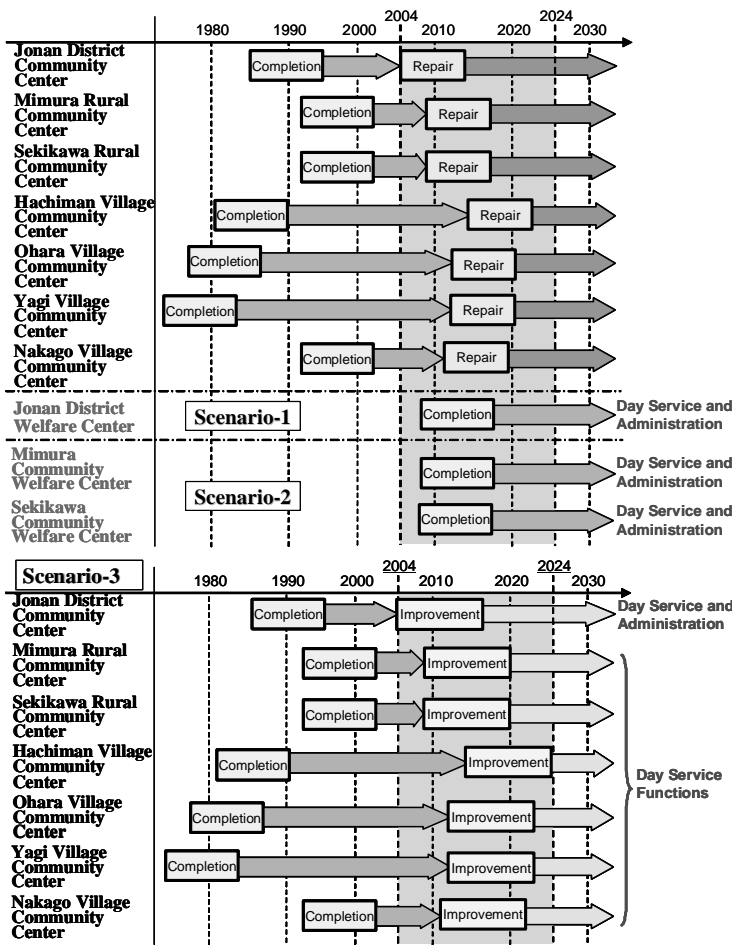 2004 2024
1980 1990 2000 2010 2020 2030
Jonan District
Community
Center
Completion Repair
Mimura Rural
Community
Center
Completion Repair
Sekikawa Rural
Community
Center
Completion Repair
Hachiman Village
Community
Center
Completion Repair
Ohara Village
Community
Center
Completion Repair
Yagi Village
Community
Center
Completion Repair
Nakago Village
Community
Center
Completion Repair
Jonan District
Welfare Center
Scenario-1
Completion
Day Service and
Administration
Mimura
Community
Welfare Center
Completion
Day Service and
Administration
Scenario-2
Sekikawa
Community
Welfare Center
Completion
Day Service and
Administration
Scenario-3
2004 2024
1980 1990 2000 2010 2020 2030
Jonan District
Community
Center
Completion Improvement
Day Service and
Administration
Mimura Rural
Community
Center
Completion Improvement
Sekikawa Rural
Community
Center
Completion Improvement
Hachiman Village
Community
Center
Completion Improvement
Day Service
Functions
Ohara Village
Community
Center
Completion Improvement
Yagi Village
Community
Center
Completion Improvement
Nakago Village
Community
Center
Completion Improvement